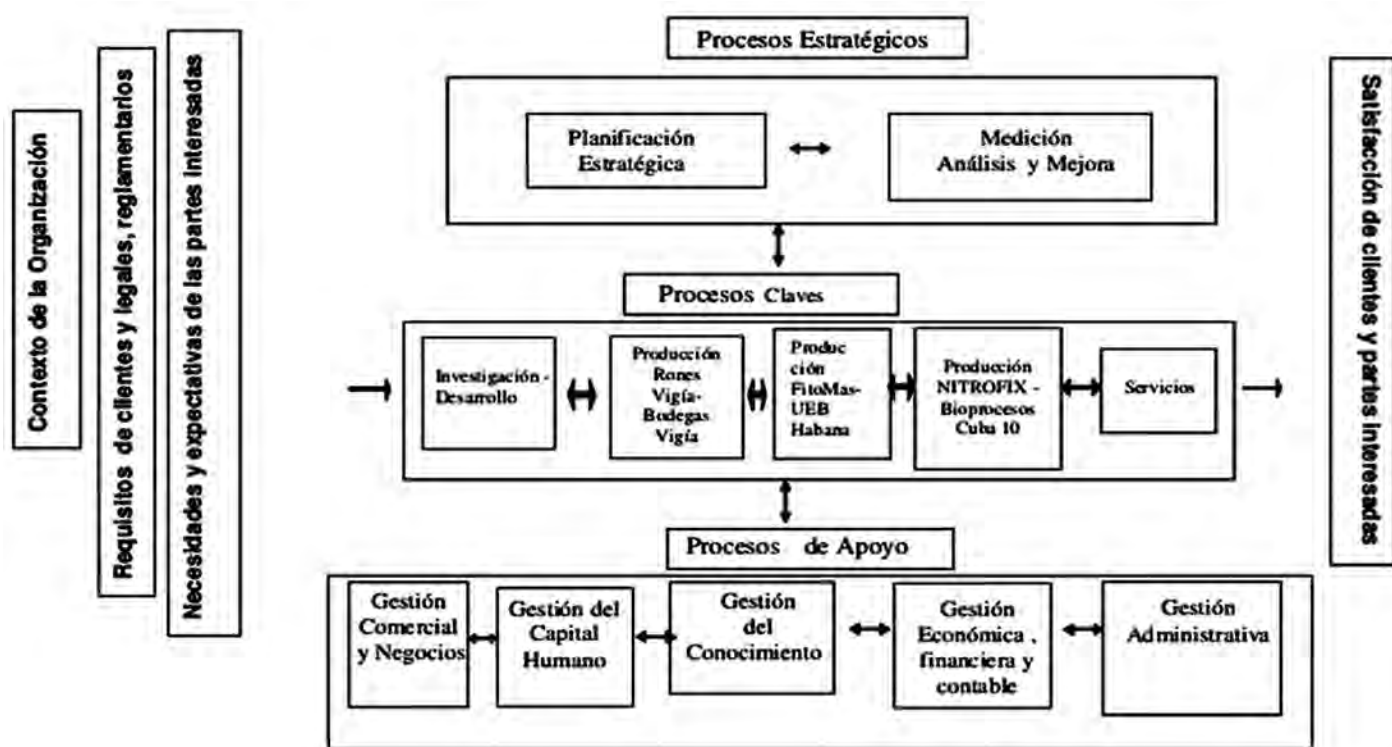 Contexto de la Organización
Requisitos de clientes y legales, reglamentarios
Necesidades y expectativas de las partes interesadas
Procesos Estratégicos
Planificación
Estratégica
Medición
Análisis y Mejora
Procesos Claves
Investigación -
Desarrollo
Producción
Rones
Vigía-
Bodegas
Vigía
Produc
ción
FitoMas-
UEB
Habana
Producción
NITROFIX -
Bioprocesos
Cuba 10
Servicios
Procesos de Apoyo
Gestión
Comercial
y Negocios
Gestión del
Capital
Humano
Gestión
del
Conocimiento
Gestión
Económica ,
financiera y
contable
Gestión
Administrativa
Satisfacción de clientes y partes interesadas